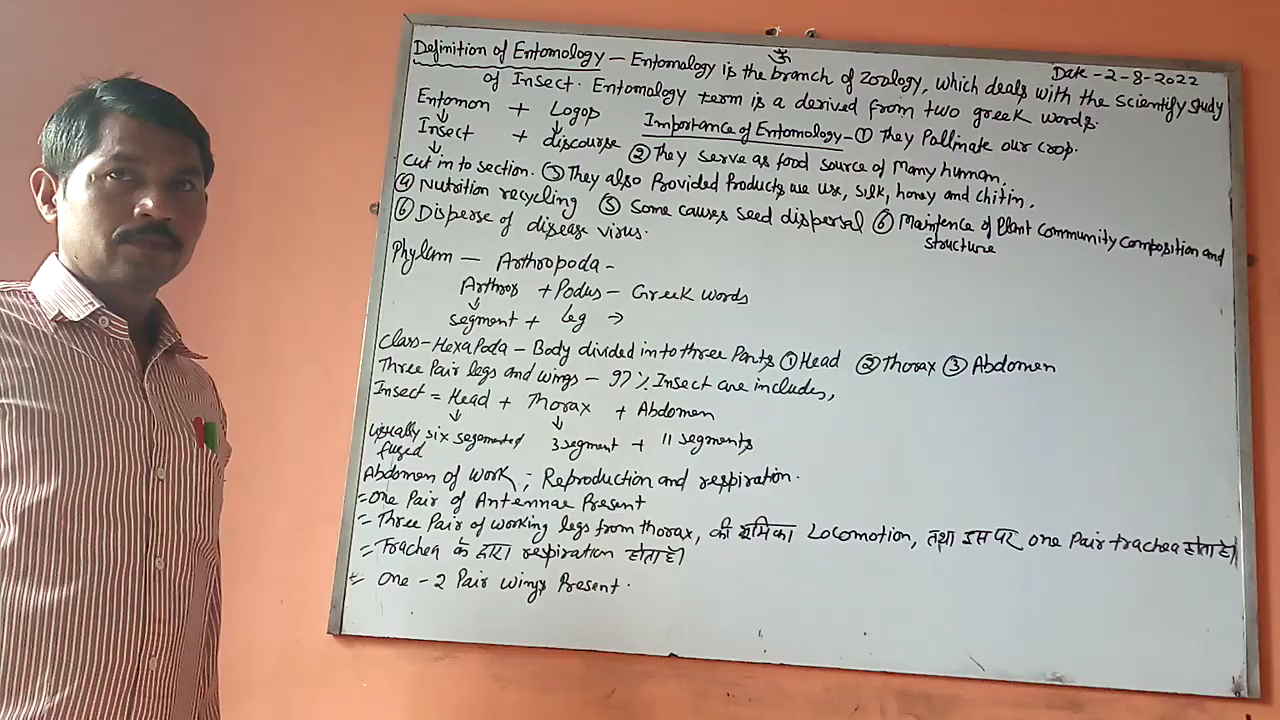 ॐ
Date -2-8-2022
Definition of Entomology - Entomology is the branch of Zoology, which deals with the scientify study
of Insect. Entomology term is a derived from two greek words.
Entomon + Logop
Insect + discourse
Importance of Entomology - ① They Pallinate our crop.
Cut in to section.
② They serve as food source of Many human,
③ They also Provided Products we use, silk, honey and chitin.
④ Nutrition recycling ⑤ Some causes seed dispersal ⑥ Maintence of Plant Community Composition and
structure
⑥ Disperse of disease virus.
Phylum - Arthropoda -
Arthros + Podus - Greek words
segment + Leg →
Class - Hexapoda - Body divided in to three Parts ① Head ② Thorax ③ Abdomen
Three Pair legs and wings - 97% Insect are includes,
Insect = Head + Thorax + Abdomen
usually six segemented 3 segment + 11 segments
fused
Abdomen of work ; Reproduction and respiration.
= One Pair of Antennae Present
= Three Pair of working legs from thorax, की भूमिका Locomotion, तथा इस पर one Pair trachea होता है।
= Trachea के द्वारा respiration होता है।
= One - 2 Pair wings Present.